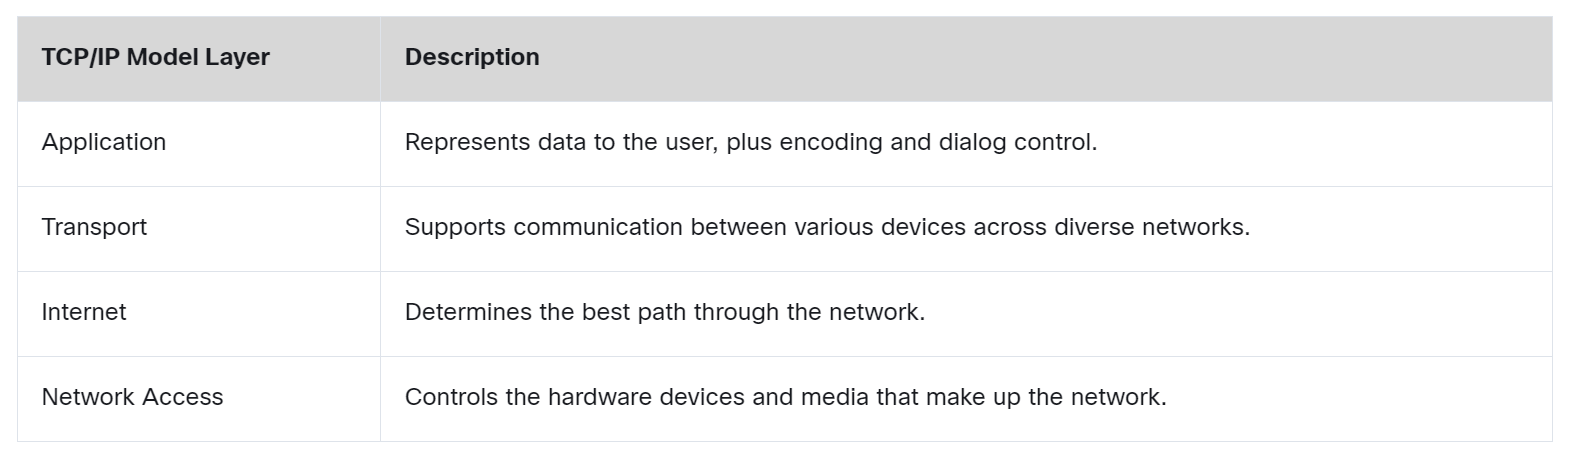 TCP/IP Model Layer Description
Application Represents data to the user, plus encoding and dialog control.
Transport Supports communication between various devices across diverse networks.
Internet Determines the best path through the network.
Network Access Controls the hardware devices and media that make up the network.